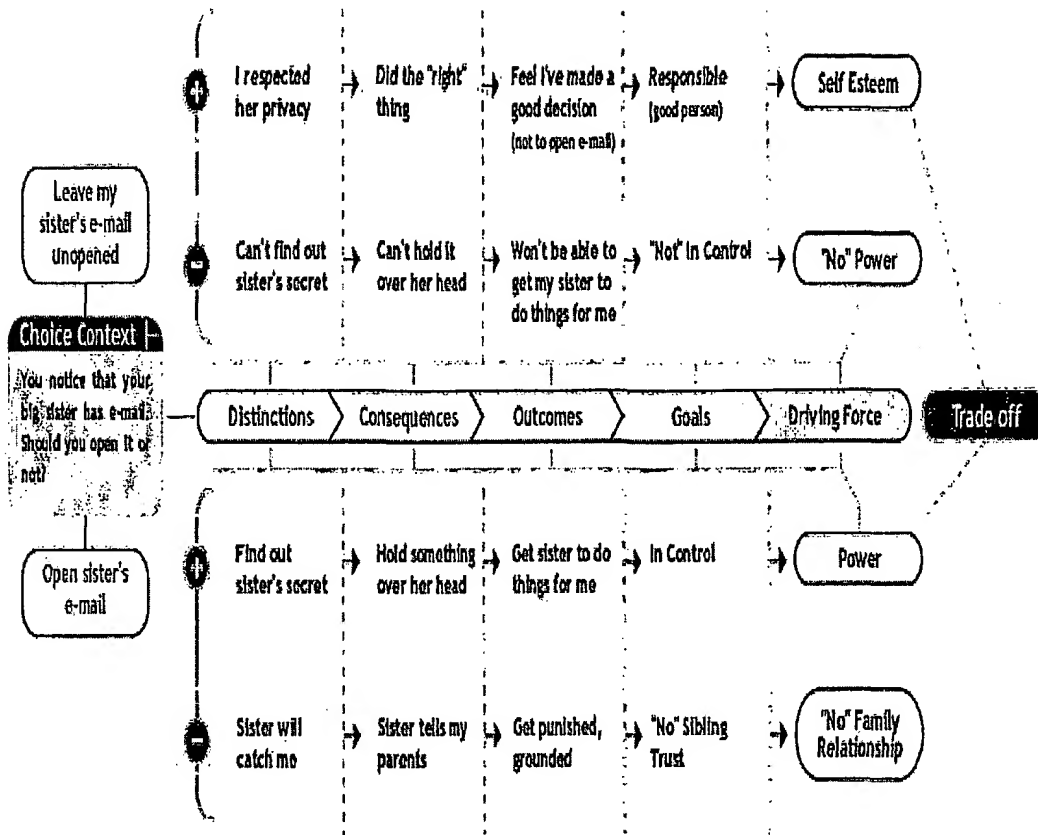 +
I respected
her privacy
Did the "right"
thing
Feel I've made a
good decision
(not to open e-mail)
Responsible
(good person)
Self Esteem
Leave my
sister's e-mail
unopened
-
Can't find out
sister's secret
Can't hold it
over her head
Won't be able to
get my sister to
do things for me
"Not" In Control
"No" Power
Choice Context
You notice that your
big sister has e-mail.
Should you open it or
not?
Distinctions
Consequences
Outcomes
Goals
Driving Force
Trade off
Open sister's
e-mail
+
Find out
sister's secret
Hold something
over her head
Get sister to do
things for me
In Control
Power
-
Sister will
catch me
Sister tells my
parents
Get punished,
grounded
"No" Sibling
Trust
"No" Family
Relationship